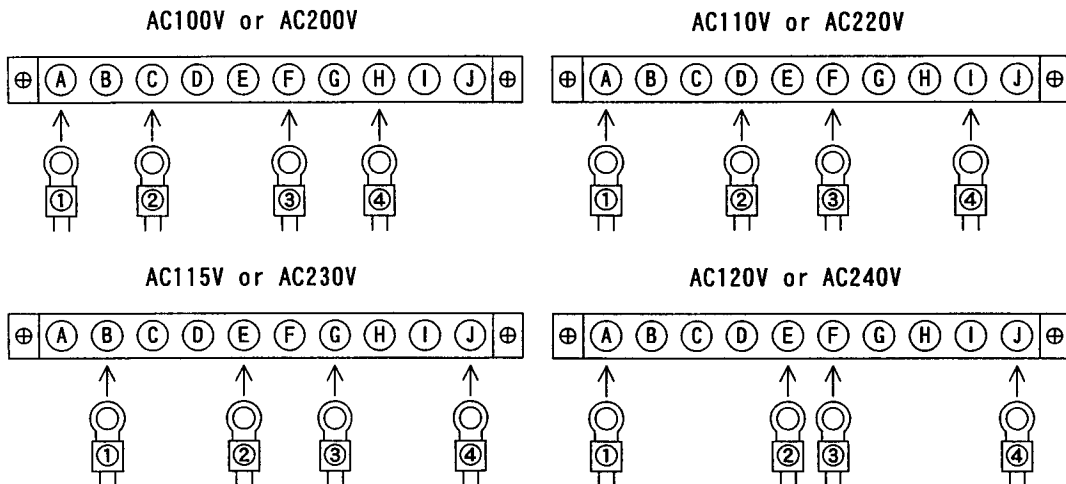 AC100V or AC200V
A B C D E F G H I J
① ② ③ ④
AC110V or AC220V
A B C D E F G H I J
① ② ③ ④
AC115V or AC230V
A B C D E F G H I J
① ② ③ ④
AC120V or AC240V
A B C D E F G H I J
① ② ③ ④